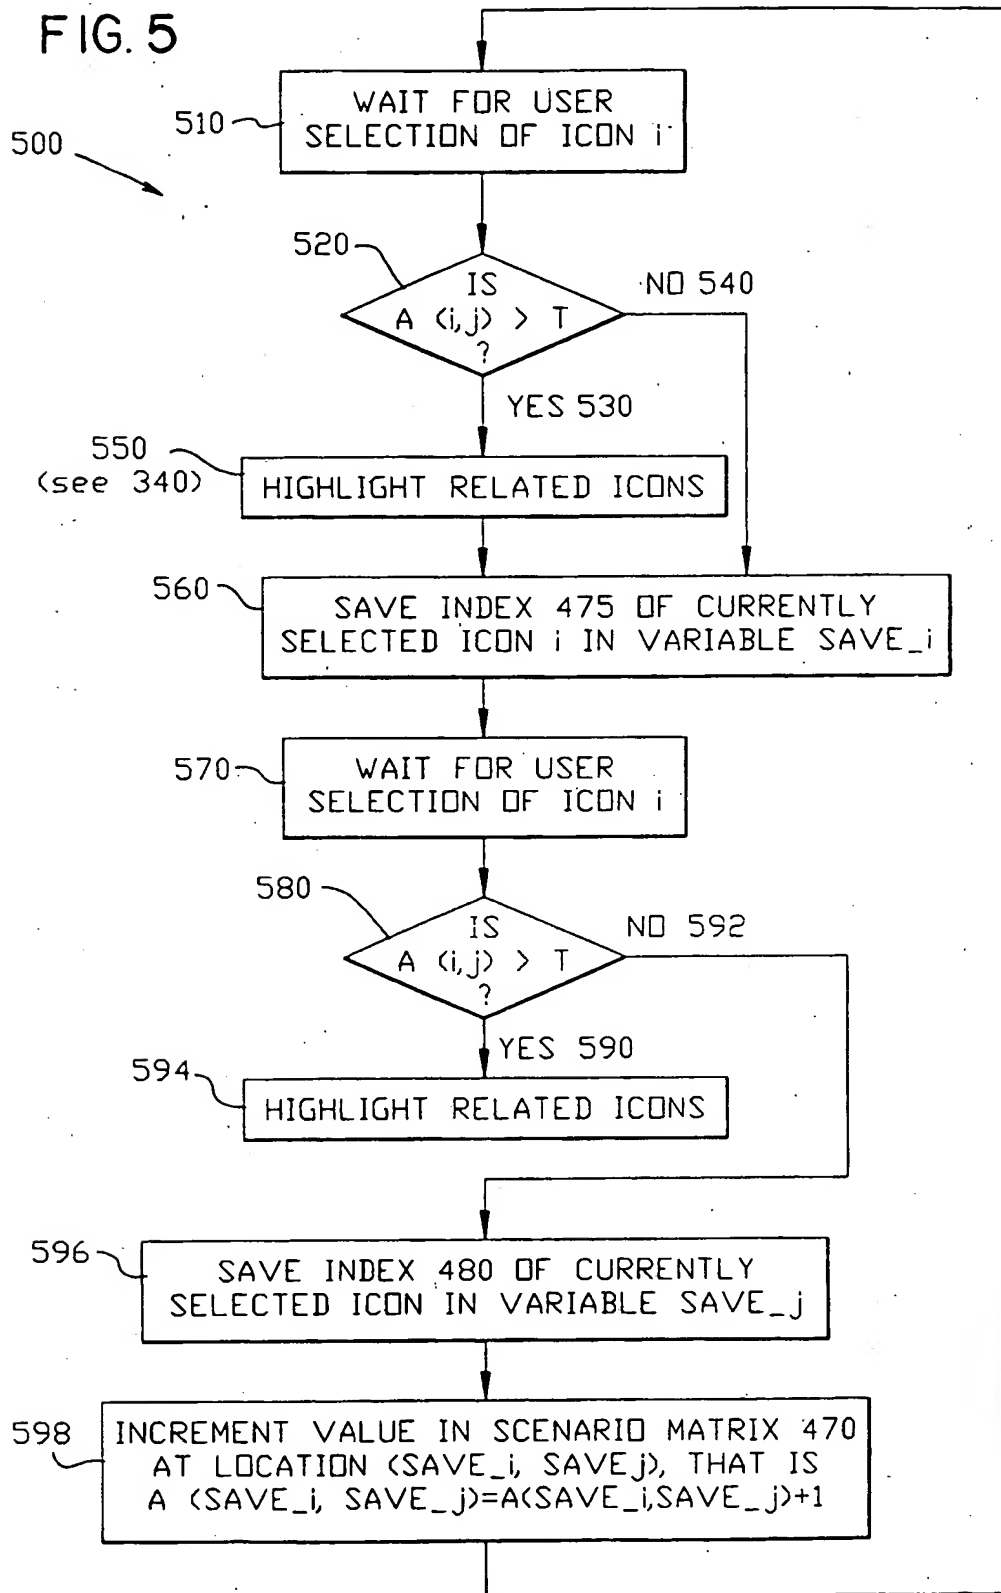 FIG. 5
500
510
WAIT FOR USER
SELECTION OF ICON i
520
IS
A (i,j) > T
?
NO 540
YES 530
550
(see 340)
HIGHLIGHT RELATED ICONS
560
SAVE INDEX 475 OF CURRENTLY
SELECTED ICON i IN VARIABLE SAVE_i
570
WAIT FOR USER
SELECTION OF ICON i
580
IS
A (i,j) > T
?
NO 592
YES 590
594
HIGHLIGHT RELATED ICONS
596
SAVE INDEX 480 OF CURRENTLY
SELECTED ICON IN VARIABLE SAVE_j
598
INCREMENT VALUE IN SCENARIO MATRIX 470
AT LOCATION (SAVE_i, SAVEj), THAT IS
A (SAVE_i, SAVE_j)=A(SAVE_i,SAVE_j)+1